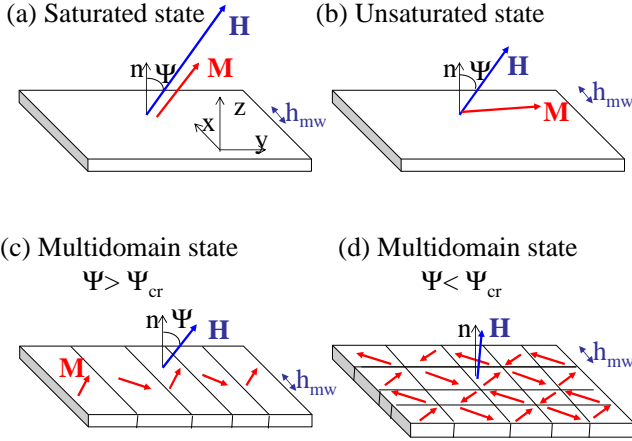 (a) Saturated state
H
n Ψ
M
z
x
y
h_mw
(b) Unsaturated state
n Ψ
H
M
h_mw
(c) Multidomain state
Ψ> Ψ_cr
n Ψ
H
M
h_mw
(d) Multidomain state
Ψ< Ψ_cr
n
H
h_mw